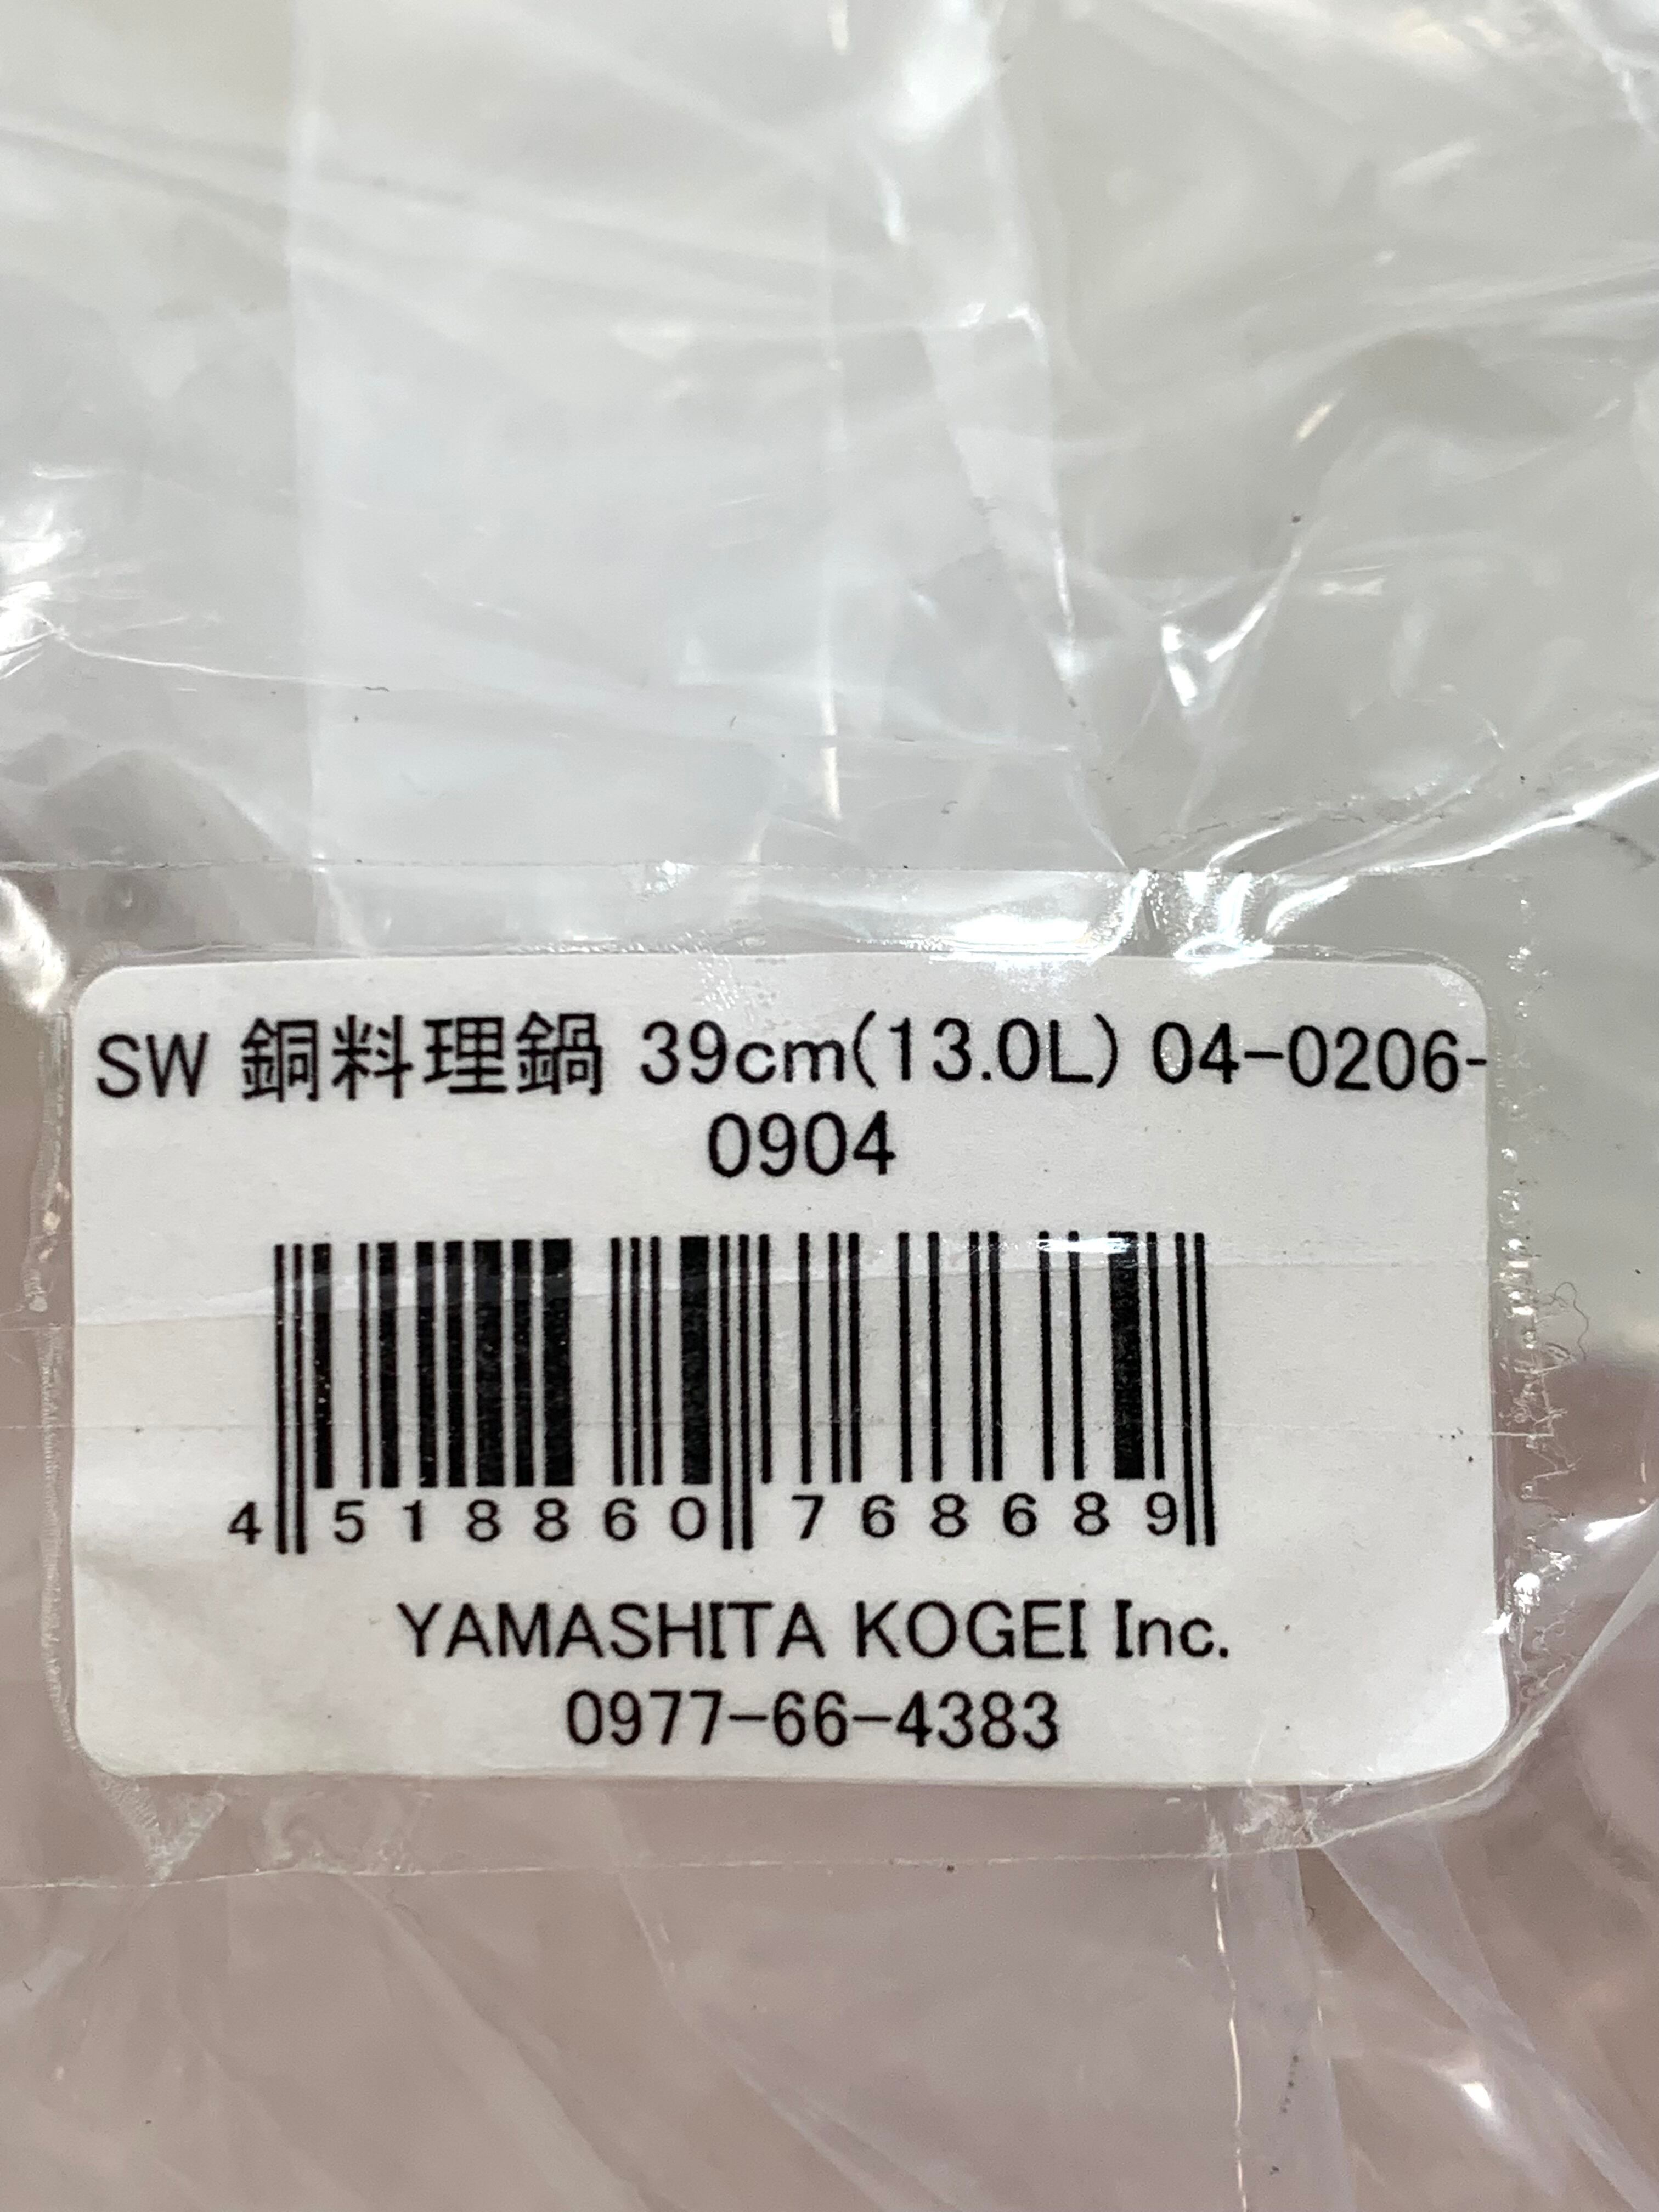 SW 銅料理鍋 39cm(13.0L) 04-0206-
0904
4 518860 768689
YAMASHITA KOGEI Inc.
0977-66-4383